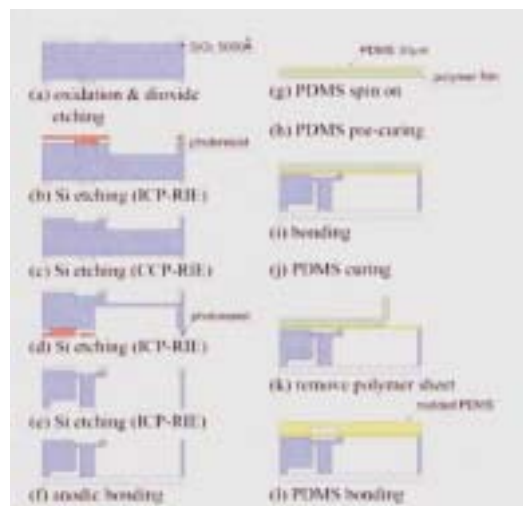 SiO₂ 5000Å
(a) oxidation & dioxide
etching
photoresist
(b) Si etching (ICP-RIE)
(c) Si etching (CCP-RIE)
photoresist
(d) Si etching (ICP-RIE)
(e) Si etching (ICP-RIE)
(f) anodic bonding
PDMS
polymer film
(g) PDMS spin on
(h) PDMS pre-curing
(i) bonding
(j) PDMS curing
(k) remove polymer sheet
molded PDMS
(l) PDMS bonding